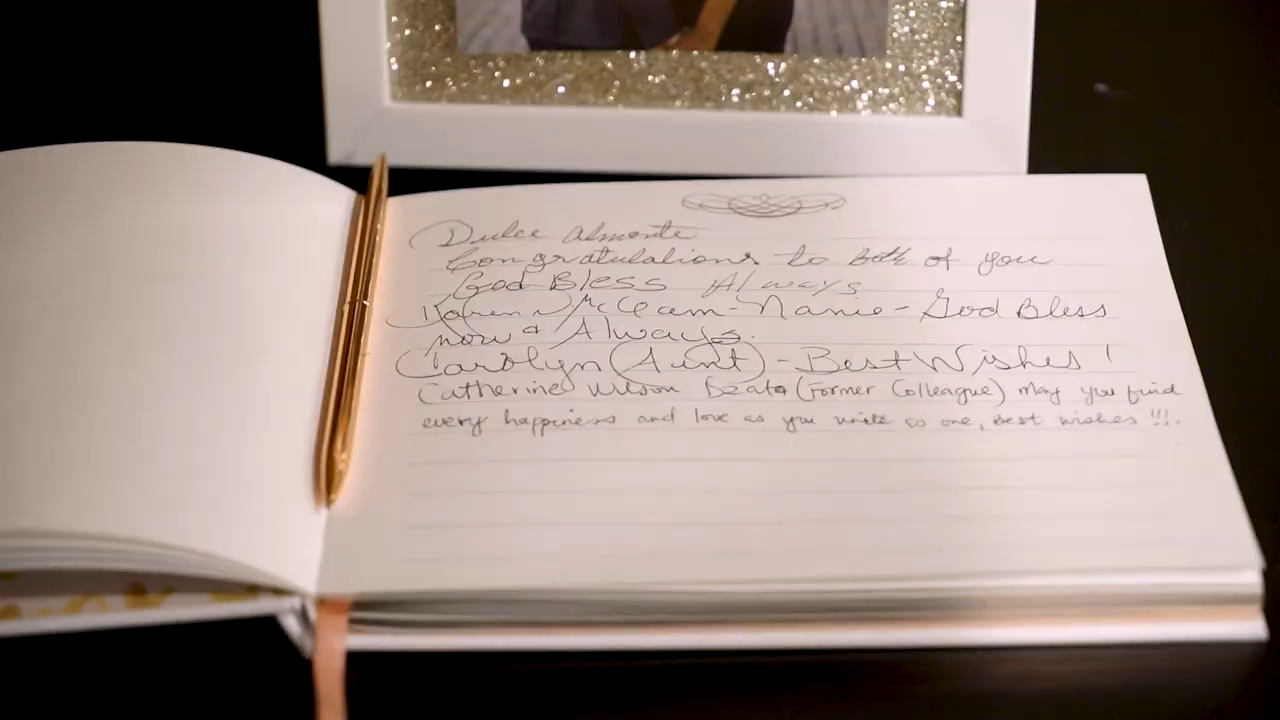 Dulce Almonte
Congratulations to Both of you
God Bless Always
Karen McClam - Nanie - God Bless
now & Always.
Carolyn (Aunt) - Best Wishes!
Catherine Wilson (Former Colleague) May you find
every happiness and love as you unite as one, Best wishes !!!.